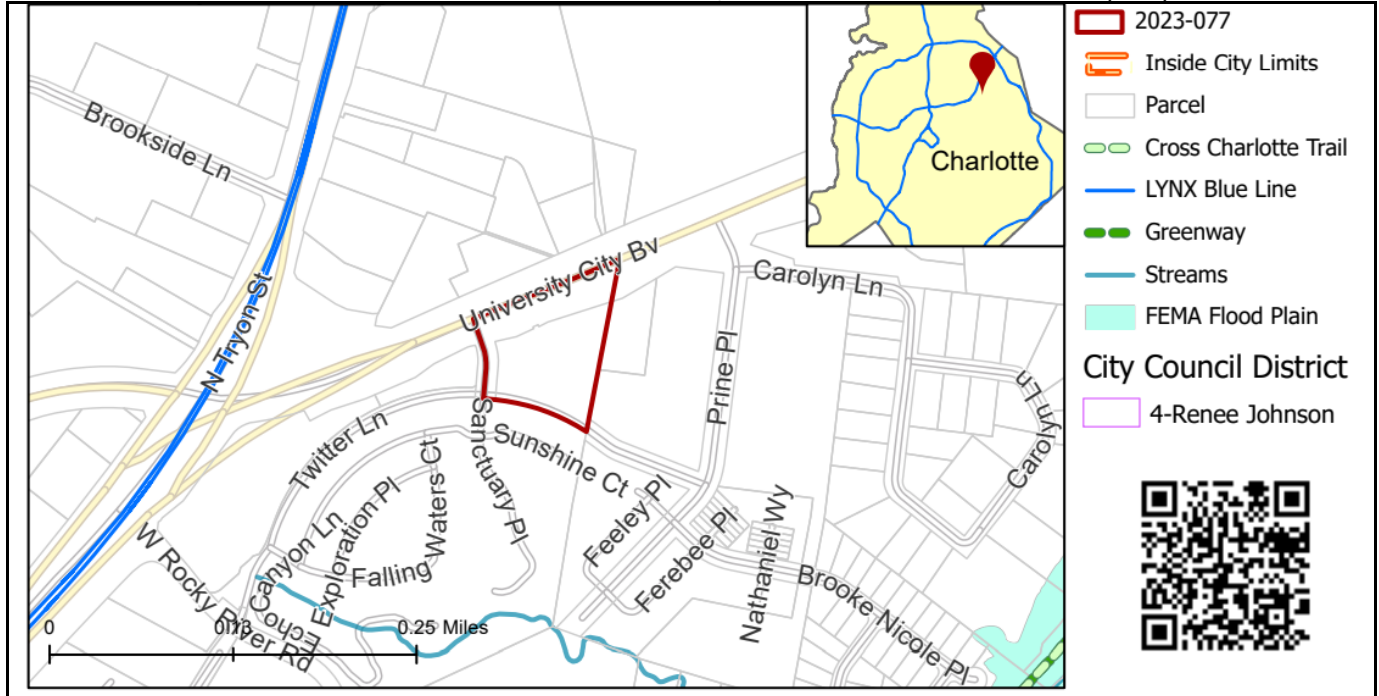 Brookside Ln
N Tryon St
University City Bv
Carolyn Ln
Carolyn Ln
Prine Pl
Twitter Ln
Sanctuary Pl
Sunshine Ct
Waters Ct
Canyon Ln
Exploration Pl
Falling
Echo
W Rocky River Rd
Feeley Pl
Ferebee Pl
Nathaniel Wy
Brooke Nicole Pl
0
0.13
0.25 Miles
Charlotte
2023-077
Inside City Limits
Parcel
Cross Charlotte Trail
LYNX Blue Line
Greenway
Streams
FEMA Flood Plain
City Council District
4-Renee Johnson